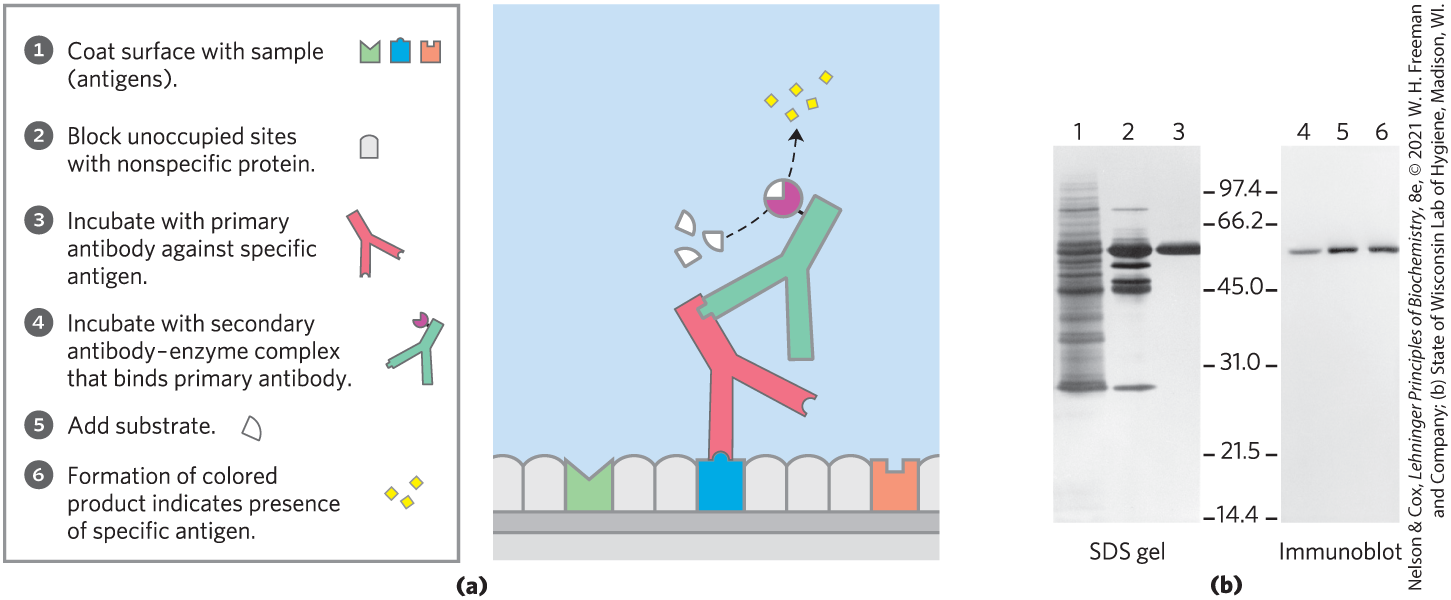 1 Coat surface with sample
(antigens).
2 Block unoccupied sites
with nonspecific protein.
3 Incubate with primary
antibody against specific
antigen.
4 Incubate with secondary
antibody–enzyme complex
that binds primary antibody.
5 Add substrate.
6 Formation of colored
product indicates presence
of specific antigen.
(a)
1 2 3 4 5 6
97.4
66.2
45.0
31.0
21.5
14.4
SDS gel
Immunoblot
(b)
Nelson & Cox, Lehninger Principles of Biochemistry, 8e, © 2021 W. H. Freeman
and Company; (b) State of Wisconsin Lab of Hygiene, Madison, WI.